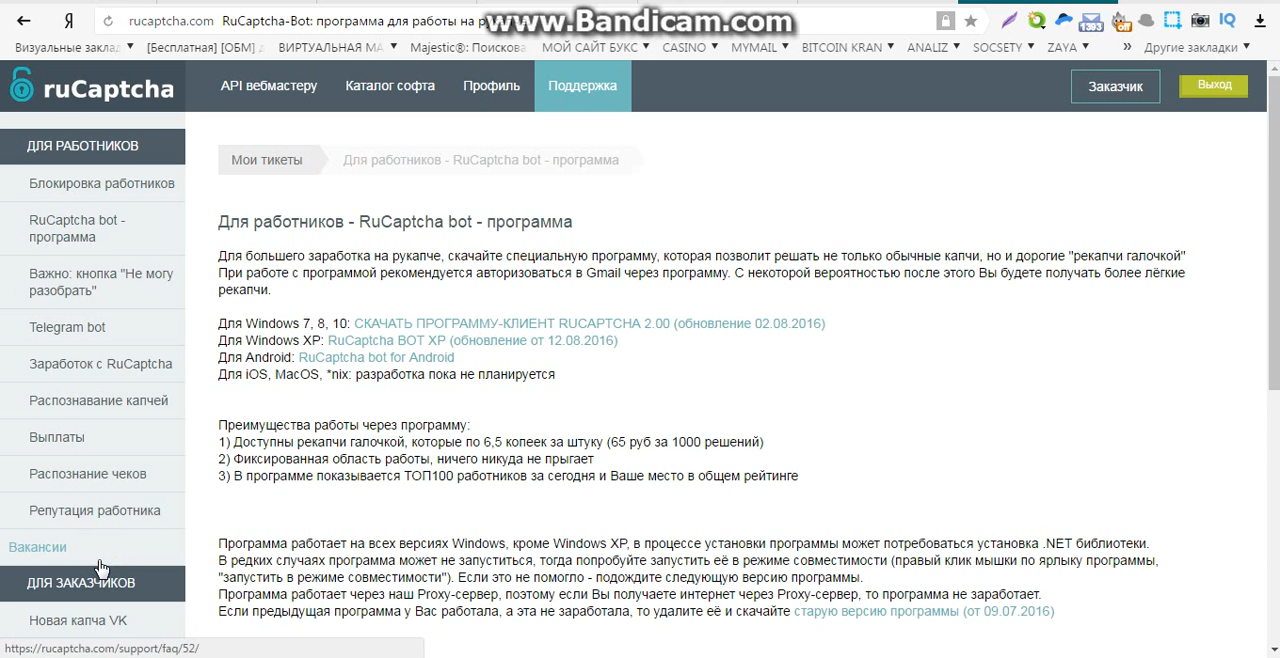 Я
rucaptcha.com RuCaptcha-Bot: программа для работы на
www.Bandicam.com
1393
off
IQ
Визуальные заклад
[Бесплатная] [ОБМ]
ВИРТУАЛЬНАЯ МА
Majestic®: Поискова
МОЙ САЙТ БУКС
CASINO
MYMAIL
BITCOIN KRAN
ANALIZ
SOCSETY
ZAYA
»
Другие закладки
ruCaptcha
API вебмастеру
Каталог софта
Профиль
Поддержка
Заказчик
Выход
ДЛЯ РАБОТНИКОВ
Блокировка работников
RuCaptcha bot -
программа
Важно: кнопка "Не могу
разобрать"
Telegram bot
Заработок с RuCaptcha
Распознавание капчей
Выплаты
Распознание чеков
Репутация работника
Вакансии
ДЛЯ ЗАКАЗЧИКОВ
Новая капча VK
https://rucaptcha.com/support/faq/52/
Мои тикеты
Для работников - RuCaptcha bot - программа
Для работников - RuCaptcha bot - программа
Для большего заработка на рукапче, скачайте специальную программу, которая позволит решать не только обычные капчи, но и дорогие "рекапчи галочкой"
При работе с программой рекомендуется авторизоваться в Gmail через программу. С некоторой вероятностью после этого Вы будете получать более лёгкие
рекапчи.
Для Windows 7, 8, 10: СКАЧАТЬ ПРОГРАММУ-КЛИЕНТ RUCAPTCHA 2.00 (обновление 02.08.2016)
Для Windows XP: RuCaptcha BOT XP (обновление от 12.08.2016)
Для Android: RuCaptcha bot for Android
Для iOS, MacOS, *nix: разработка пока не планируется
Преимущества работы через программу:
1) Доступны рекапчи галочкой, которые по 6,5 копеек за штуку (65 руб за 1000 решений)
2) Фиксированная область работы, ничего никуда не прыгает
3) В программе показывается ТОП100 работников за сегодня и Ваше место в общем рейтинге
Программа работает на всех версиях Windows, кроме Windows XP, в процессе установки программы может потребоваться установка .NET библиотеки.
В редких случаях программа может не запуститься, тогда попробуйте запустить её в режиме совместимости (правый клик мышки по ярлыку программы,
"запустить в режиме совместимости"). Если это не помогло - подождите следующую версию программы.
Программа работает через наш Proxy-сервер, поэтому если Вы получаете интернет через Proxy-сервер, то программа не заработает.
Если предыдущая программа у Вас работала, а эта не заработала, то удалите её и скачайте старую версию программы (от 09.07.2016)